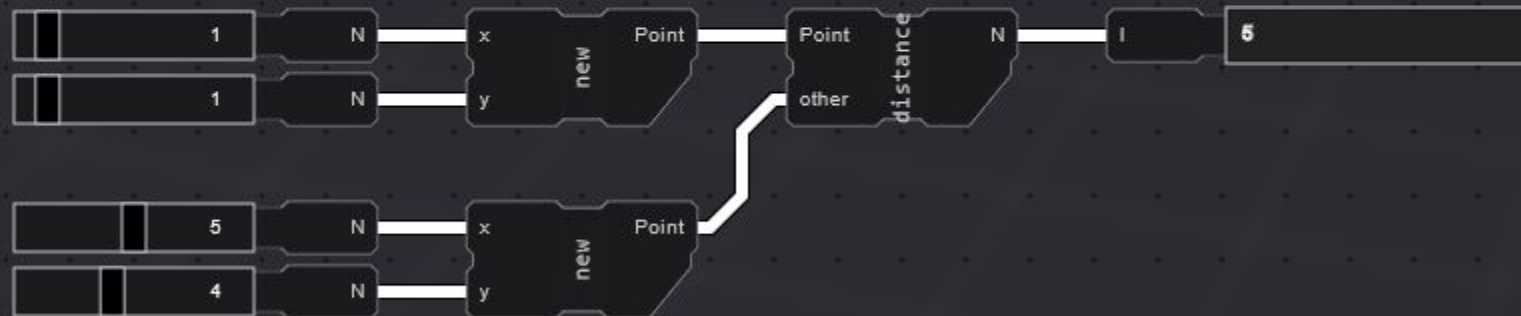 1 N x new Point Point distance N I 5
1 N y other
5 N x new Point
4 N y